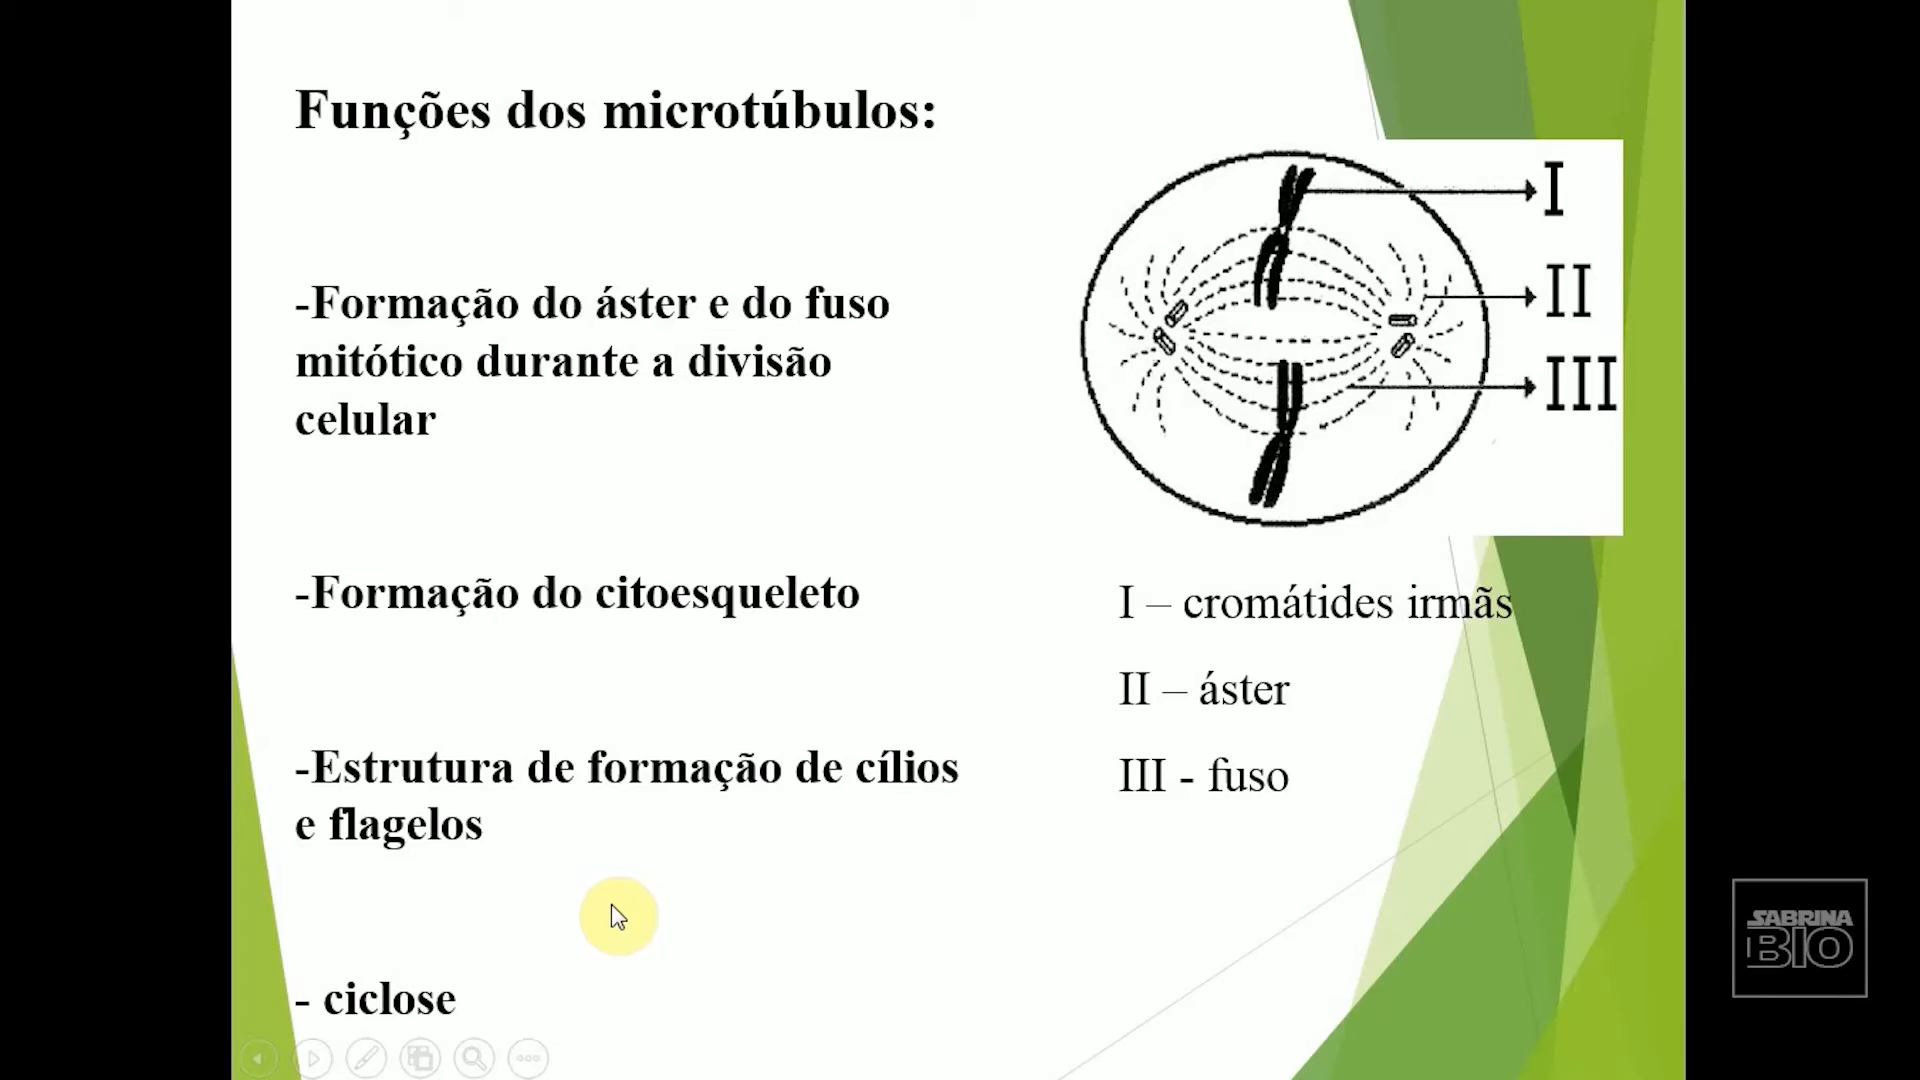 Funções dos microtúbulos:
-Formação do áster e do fuso
mitótico durante a divisão
celular
-Formação do citoesqueleto
-Estrutura de formação de cílios
e flagelos
- ciclose
I
II
III
I – cromátides irmãs
II – áster
III - fuso
SABRINA
BIO